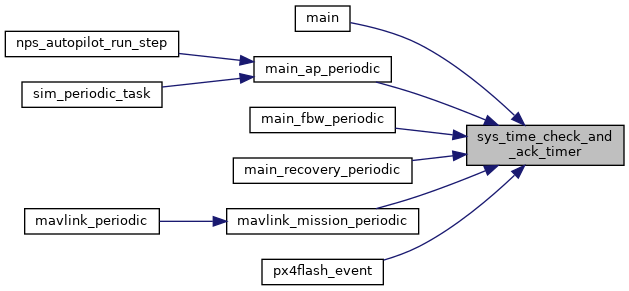 main
nps_autopilot_run_step
main_ap_periodic
sim_periodic_task
main_fbw_periodic
sys_time_check_and
_ack_timer
main_recovery_periodic
mavlink_periodic
mavlink_mission_periodic
px4flash_event